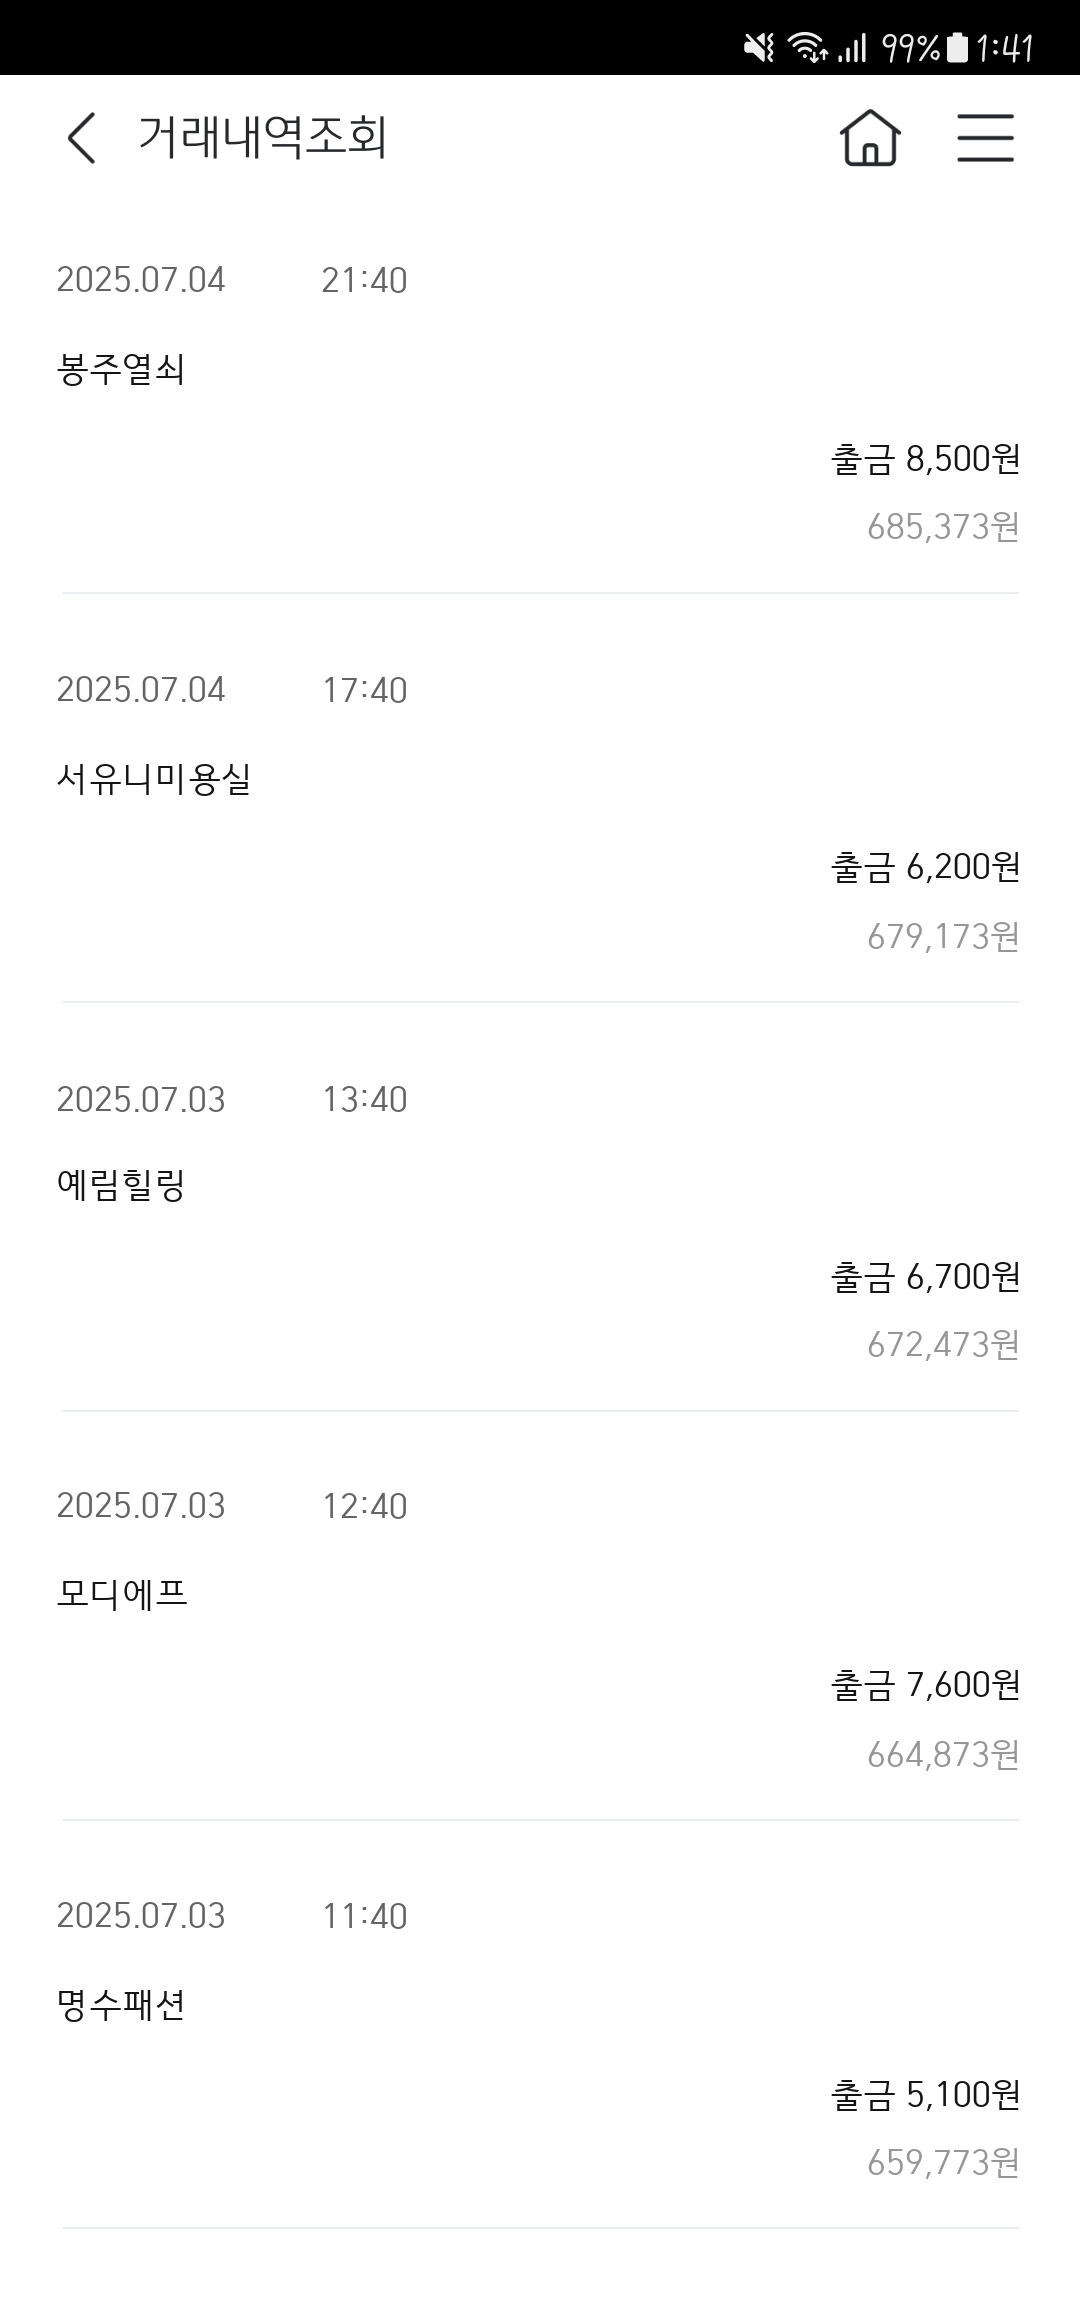 99% 1:41
거래내역조회
2025.07.04 21:40
봉주열쇠
출금 8,500원
685,373원
2025.07.04 17:40
서유니미용실
출금 6,200원
679,173원
2025.07.03 13:40
예림힐링
출금 6,700원
672,473원
2025.07.03 12:40
모디에프
출금 7,600원
664,873원
2025.07.03 11:40
명수패션
출금 5,100원
659,773원